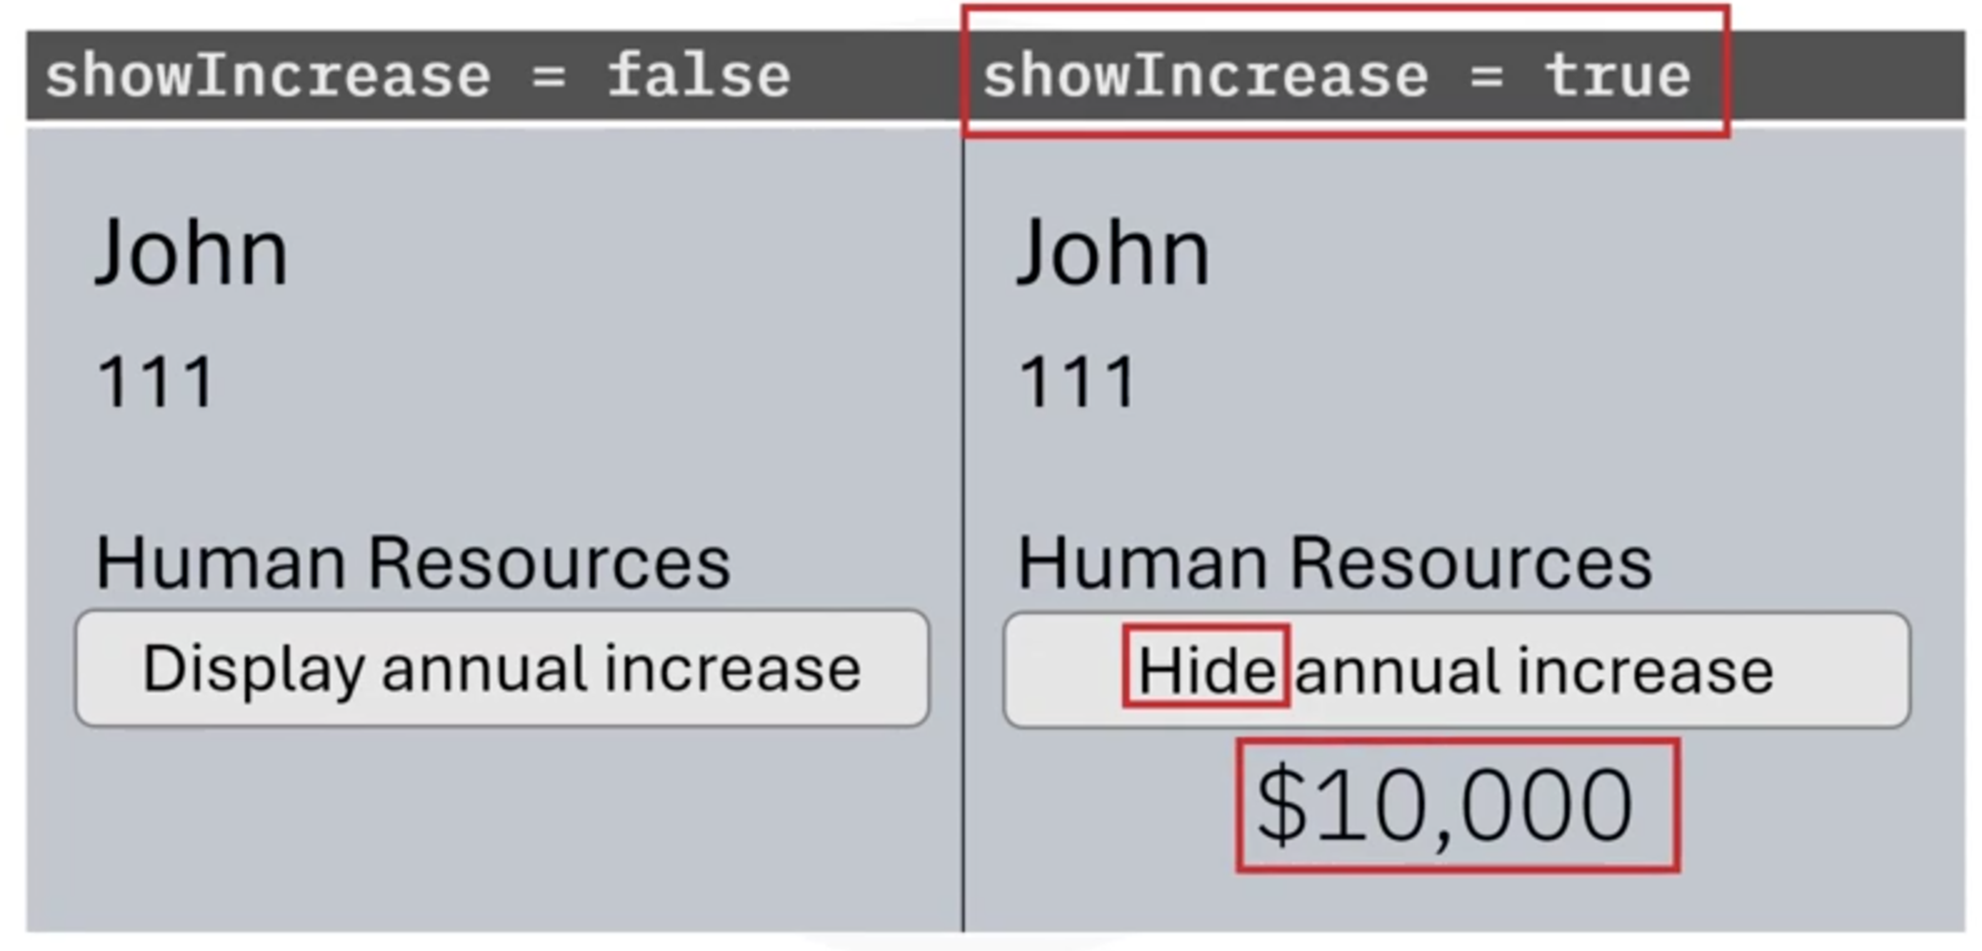 showIncrease = false
showIncrease = true
John
111
Human Resources
Display annual increase
John
111
Human Resources
Hide annual increase
$10,000